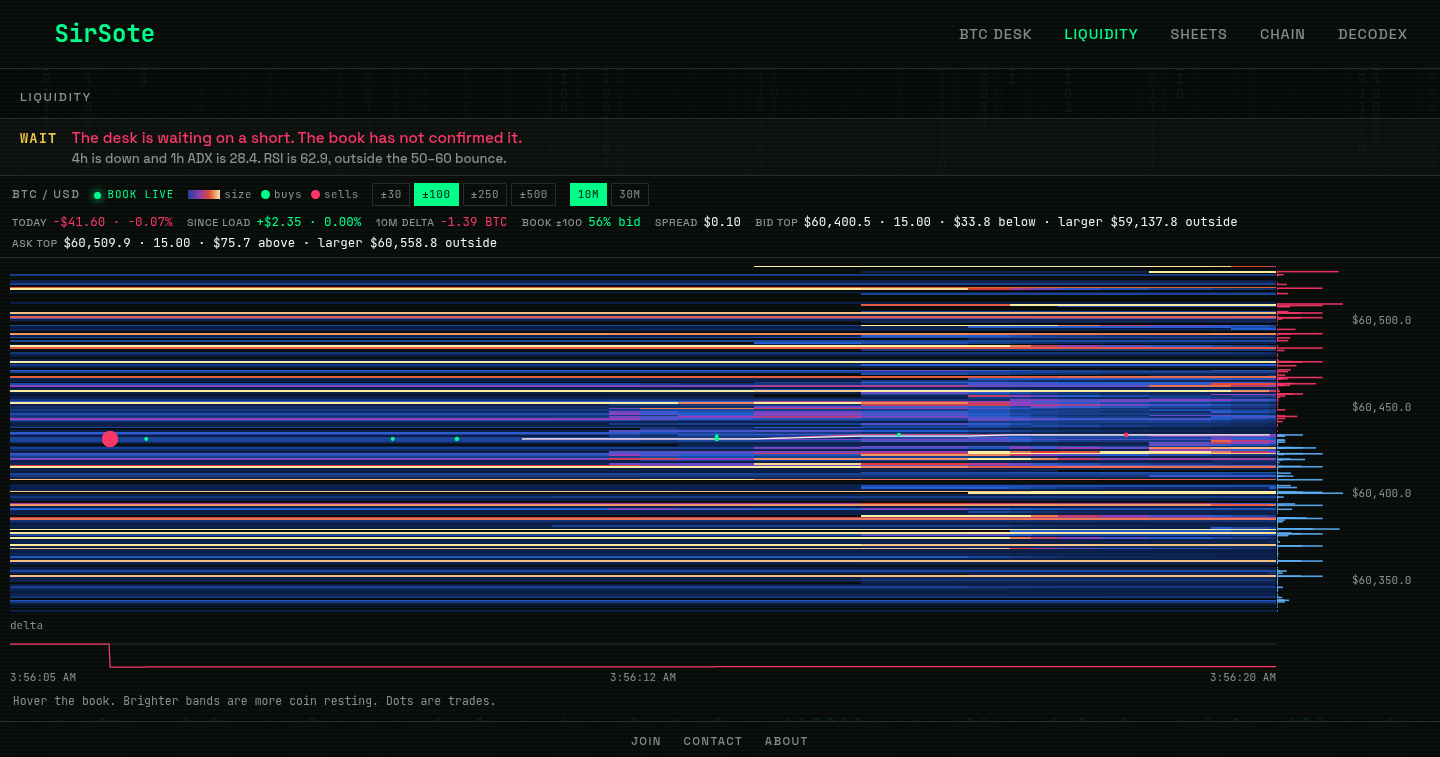 SirSote
BTC DESK LIQUIDITY SHEETS CHAIN DECODEX
LIQUIDITY
WAIT The desk is waiting on a short. The book has not confirmed it.
4h is down and 1h ADX is 28.4. RSI is 62.9, outside the 50–60 bounce.
BTC / USD BOOK LIVE size buys sells ±30 ±100 ±250 ±500 10M 30M
TODAY -$41.60 · -0.07% SINCE LOAD +$2.35 · 0.00% 10M DELTA -1.39 BTC BOOK ±100 56% bid SPREAD $0.10 BID TOP $60,400.5 · 15.00 · $33.8 below · larger $59,137.8 outside
ASK TOP $60,509.9 · 15.00 · $75.7 above · larger $60,558.8 outside
$60,500.0
$60,450.0
$60,400.0
$60,350.0
delta
3:56:05 AM 3:56:12 AM 3:56:20 AM
Hover the book. Brighter bands are more coin resting. Dots are trades.
JOIN CONTACT ABOUT